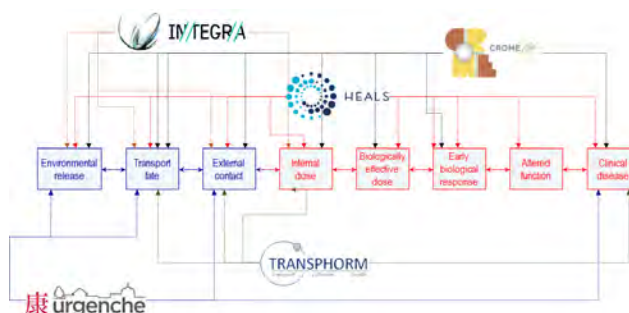 INTEGRA
CROME
HEALS
Environmental
release
Transport
fate
External
contact
Internal
dose
Biologically
effective
dose
Early
biological
response
Altered
function
Clinical
disease
TRANSPHORM
康 urgenche